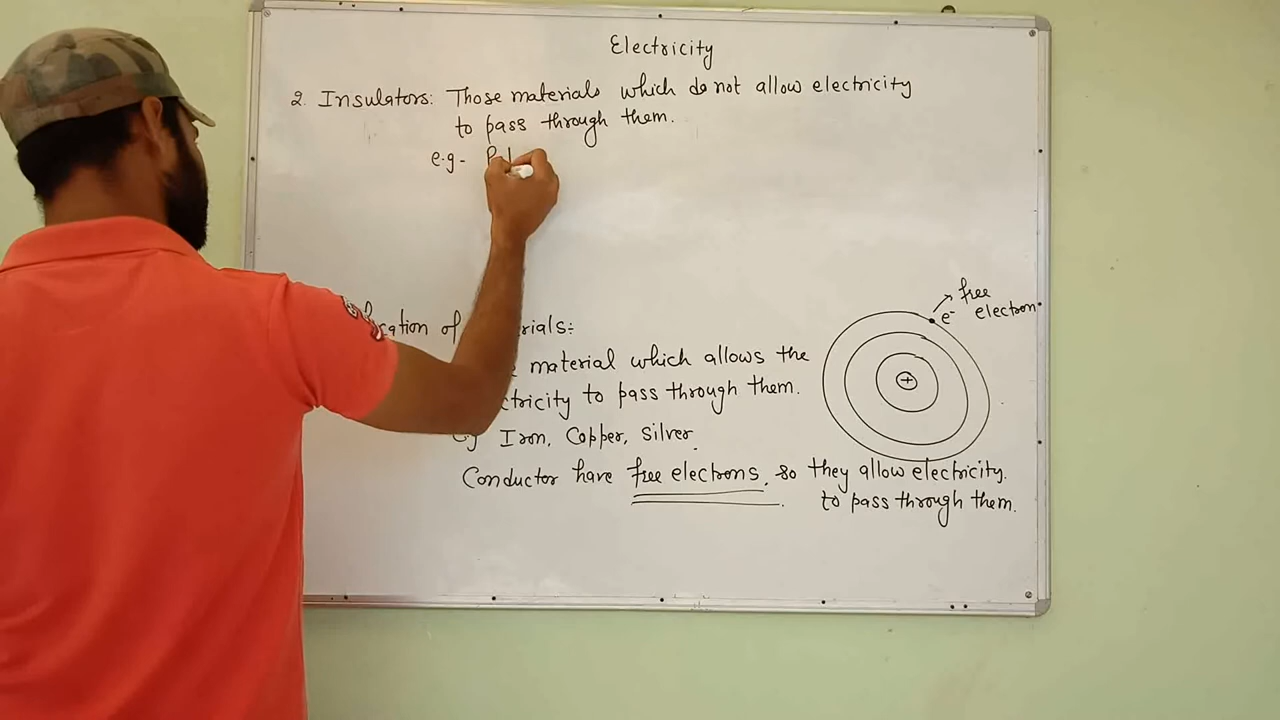 Electricity
2. Insulators: Those materials which do not allow electricity
to pass through them.
e.g-
of
material which allows the
to pass through them.
Iron, Copper, Silver
Conductor have free electrons, so they allow electricity.
to pass through them.
free
e- electron
+